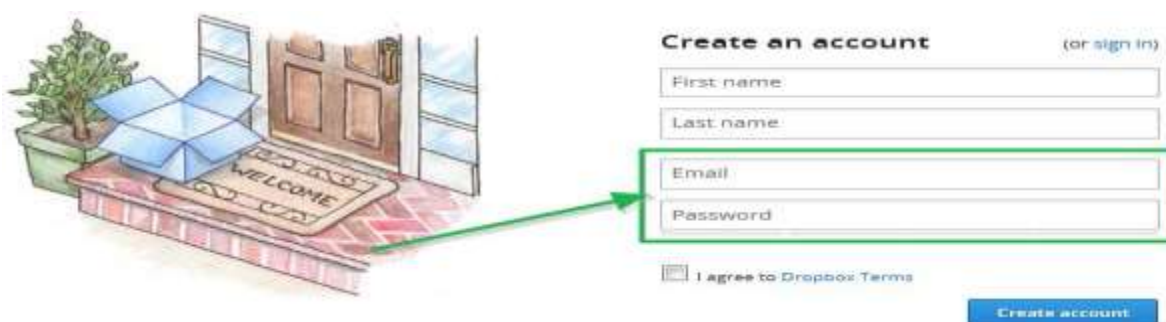 WELCOME
Create an account (or sign in)
First name
Last name
Email
Password
I agree to Dropbox Terms
Create account